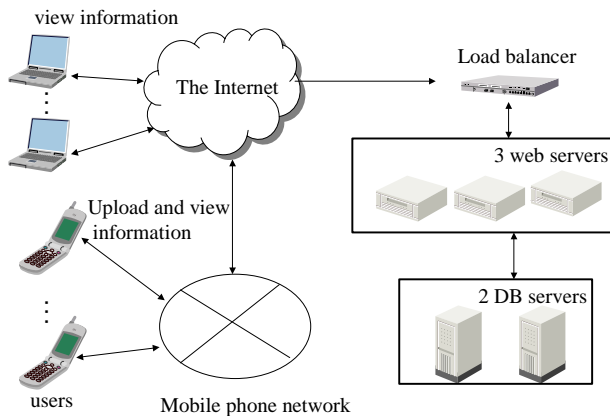 view information
The Internet
Load balancer
3 web servers
Upload and view
information
2 DB servers
users
Mobile phone network